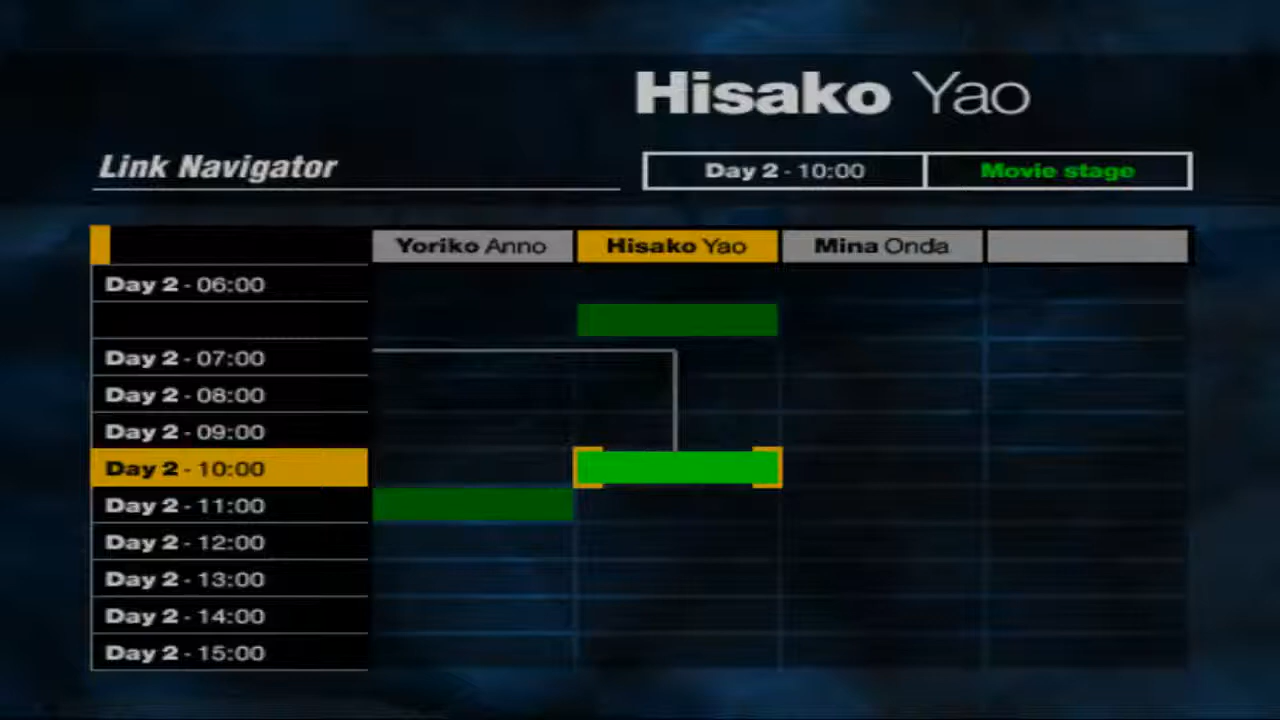 Hisako Yao
Link Navigator
Day 2 - 10:00 Movie stage
Yoriko Anno Hisako Yao Mina Onda
Day 2 - 06:00
Day 2 - 07:00
Day 2 - 08:00
Day 2 - 09:00
Day 2 - 10:00
Day 2 - 11:00
Day 2 - 12:00
Day 2 - 13:00
Day 2 - 14:00
Day 2 - 15:00